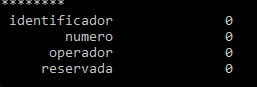 ********
identificador 0
numero 0
operador 0
reservada 0